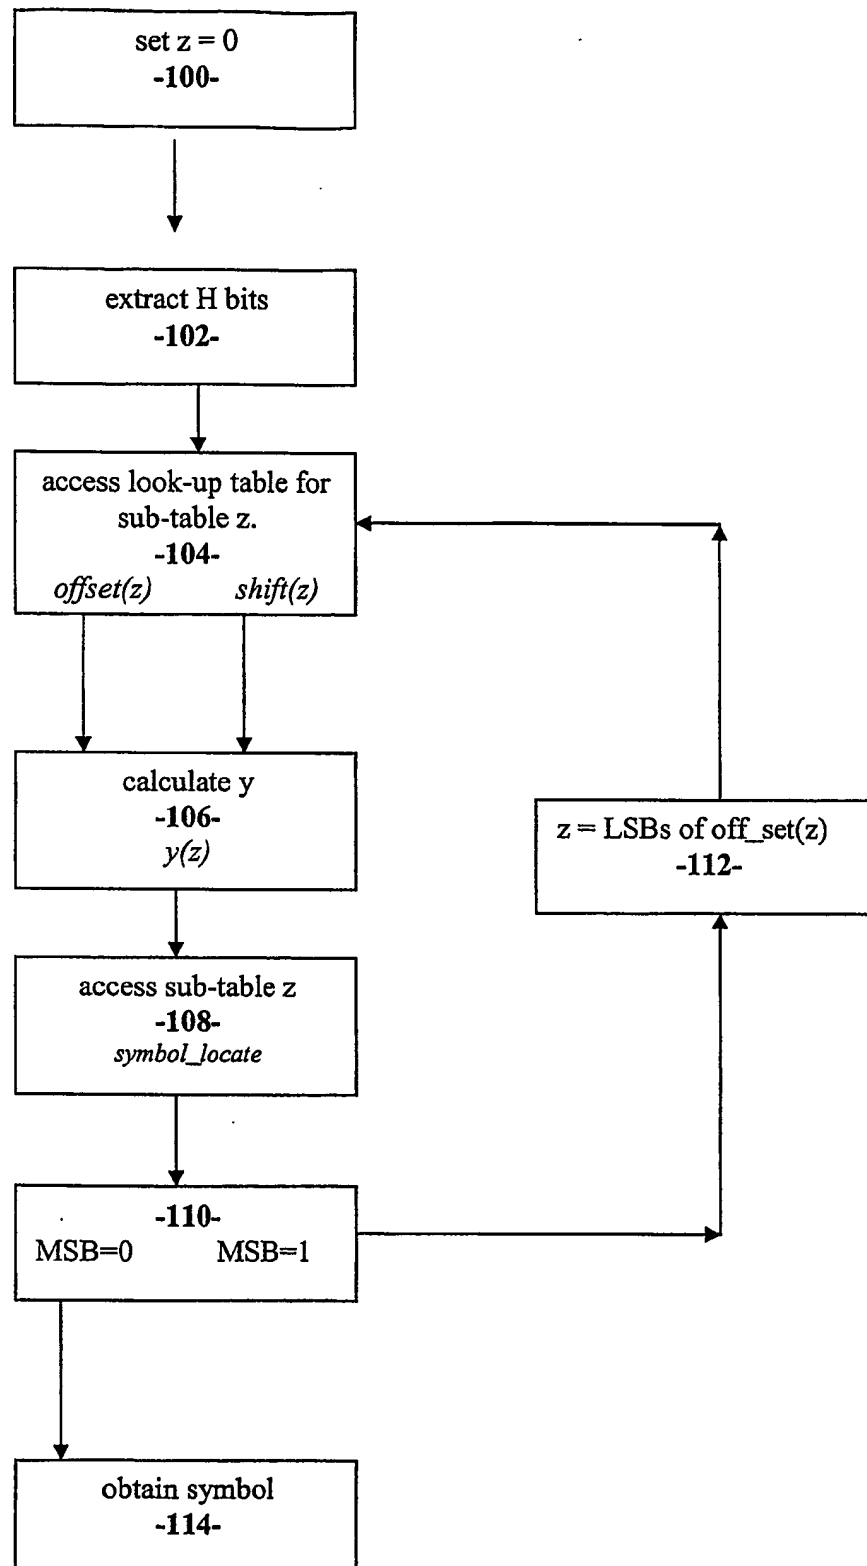 set z = 0
-100-
extract H bits
-102-
access look-up table for
sub-table z.
-104-
offset(z) shift(z)
calculate y
-106-
y(z)
z = LSBs of off_set(z)
-112-
access sub-table z
-108-
symbol_locate
-110-
MSB=0 MSB=1
obtain symbol
-114-